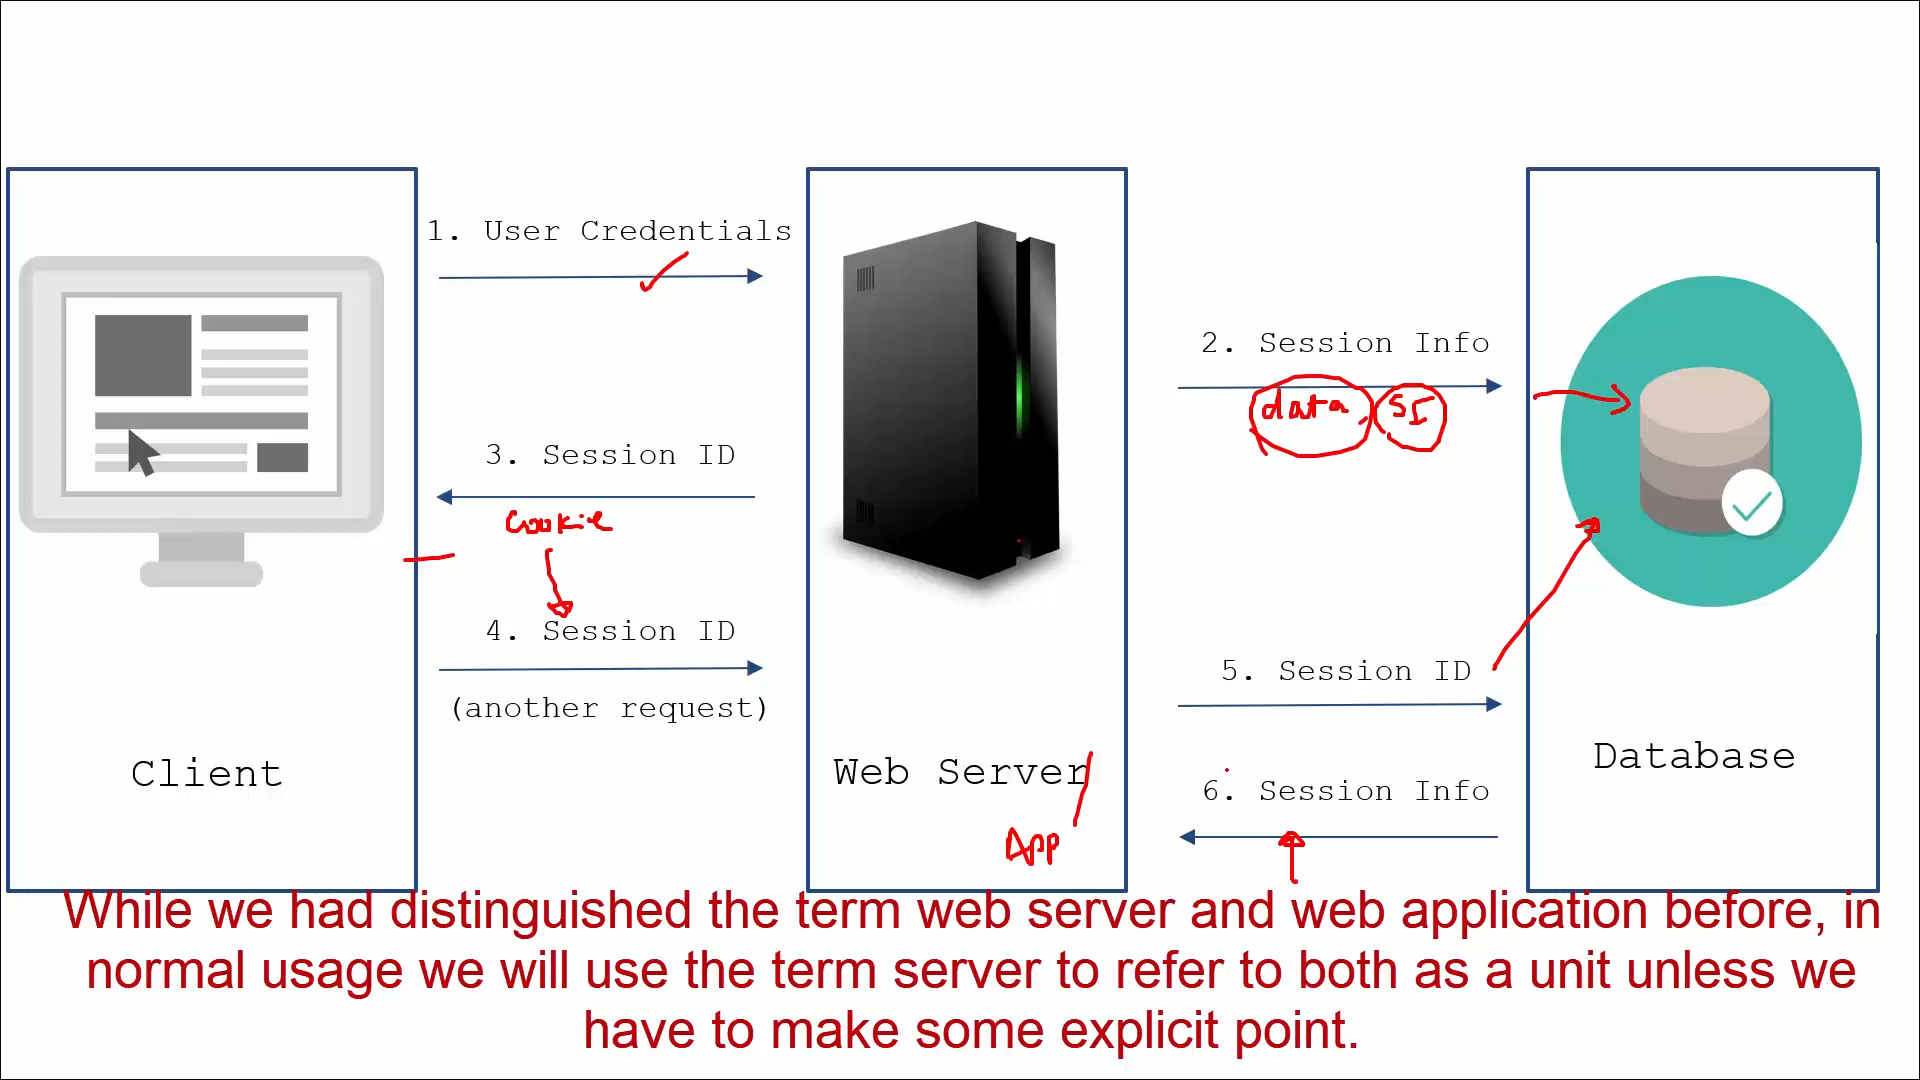 1. User Credentials
2. Session Info
data, SI
3. Session ID
Cookie
4. Session ID
(another request)
5. Session ID
6. Session Info
Client
Web Server/
App
Database
While we had distinguished the term web server and web application before, in
normal usage we will use the term server to refer to both as a unit unless we
have to make some explicit point.